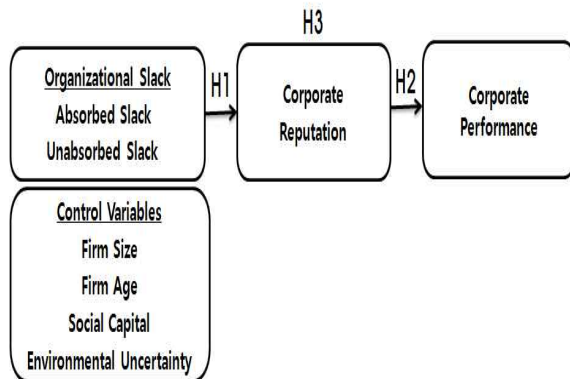 H3
Organizational Slack
Absorbed Slack
Unabsorbed Slack
H1
Corporate
Reputation
H2
Corporate
Performance
Control Variables
Firm Size
Firm Age
Social Capital
Environmental Uncertainty